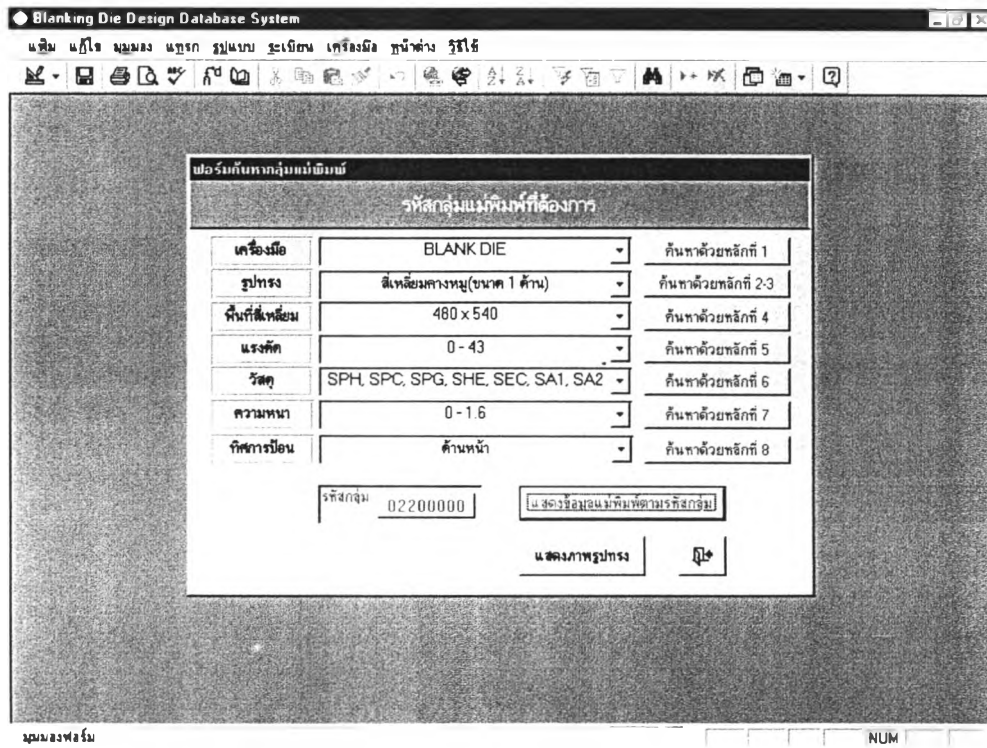 Blanking Die Design Database System
แฟ้ม แก้ไข มุมมอง แทรก รูปแบบ ระเบียน เครื่องมือ หน้าต่าง วิธีใช้
ฟอร์มค้นหากลุ่มแม่พิมพ์
รหัสกลุ่มแม่พิมพ์ที่ต้องการ
เครื่องมือ BLANK DIE ค้นหาด้วยหลักที่ 1
รูปทรง สี่เหลี่ยมคางหมู(ขนาด 1 ด้าน) ค้นหาด้วยหลักที่ 2-3
พื้นที่สี่เหลี่ยม 480 x 540 ค้นหาด้วยหลักที่ 4
แรงตัด 0 - 43 ค้นหาด้วยหลักที่ 5
วัสดุ SPH, SPC, SPG, SHE, SEC, SA1, SA2 ค้นหาด้วยหลักที่ 6
ความหนา 0 - 1.6 ค้นหาด้วยหลักที่ 7
ทิศการป้อน ด้านหน้า ค้นหาด้วยหลักที่ 8
รหัสกลุ่ม 02200000 แสดงข้อมูลแม่พิมพ์ตามรหัสกลุ่ม
แสดงภาพรูปทรง
มุมมองฟอร์ม NUM